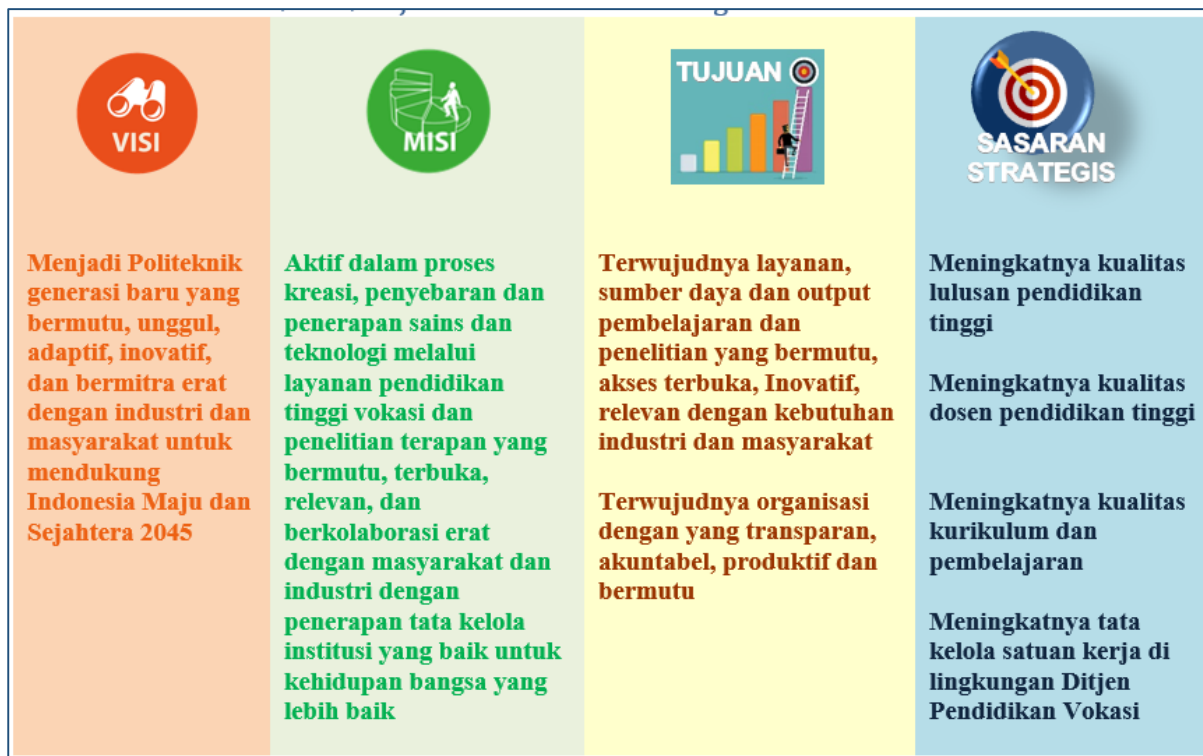 VISI
Menjadi Politeknik
generasi baru yang
bermutu, unggul,
adaptif, inovatif,
dan bermitra erat
dengan industri dan
masyarakat untuk
mendukung
Indonesia Maju dan
Sejahtera 2045
MISI
Aktif dalam proses
kreasi, penyebaran dan
penerapan sains dan
teknologi melalui
layanan pendidikan
tinggi vokasi dan
penelitian terapan yang
bermutu, terbuka,
relevan, dan
berkolaborasi erat
dengan masyarakat dan
industri dengan
penerapan tata kelola
institusi yang baik untuk
kehidupan bangsa yang
lebih baik
TUJUAN
Terwujudnya layanan,
sumber daya dan output
pembelajaran dan
penelitian yang bermutu,
akses terbuka, Inovatif,
relevan dengan kebutuhan
industri dan masyarakat
Terwujudnya organisasi
dengan yang transparan,
akuntabel, produktif dan
bermutu
SASARAN
STRATEGIS
Meningkatnya kualitas
lulusan pendidikan
tinggi
Meningkatnya kualitas
dosen pendidikan tinggi
Meningkatnya kualitas
kurikulum dan
pembelajaran
Meningkatnya tata
kelola satuan kerja di
lingkungan Ditjen
Pendidikan Vokasi